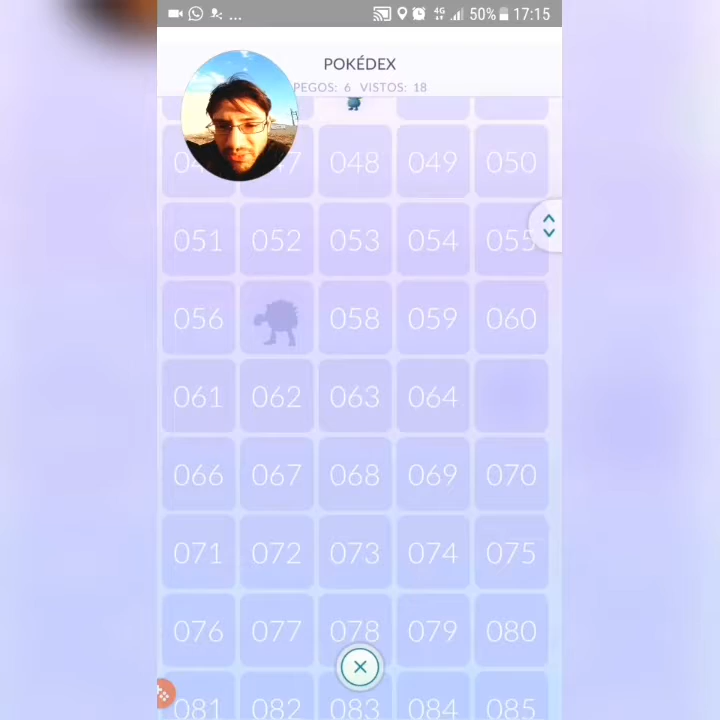 4G 50% 17:15
POKÉDEX
PEGOS: 6 VISTOS: 18
048 049 050
051 052 053 054 055
056 058 059 060
061 062 063 064
066 067 068 069 070
071 072 073 074 075
076 077 078 079 080
081 082 083 084 085